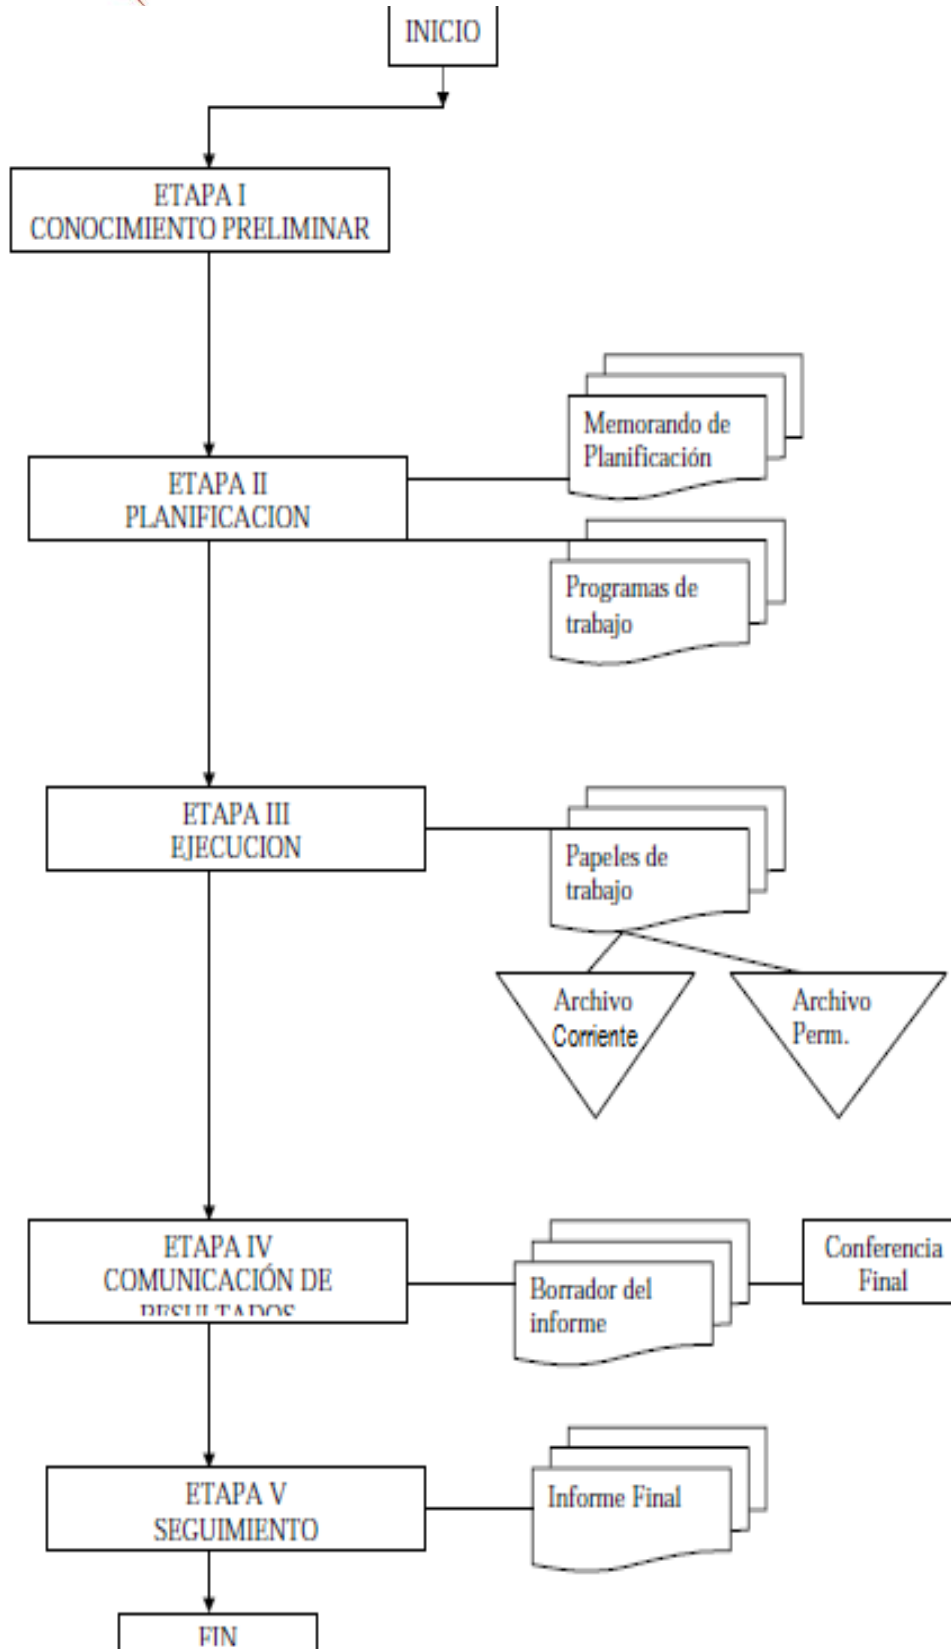 INICIO
ETAPA I
CONOCIMIENTO PRELIMINAR
Memorando de
Planificación
ETAPA II
PLANIFICACION
Programas de
trabajo
ETAPA III
EJECUCION
Papeles de
trabajo
Archivo
Corriente
Archivo
Perm.
ETAPA IV
COMUNICACIÓN DE
RESULTADOS
Borrador del
informe
Conferencia
Final
ETAPA V
SEGUIMIENTO
Informe Final
FIN